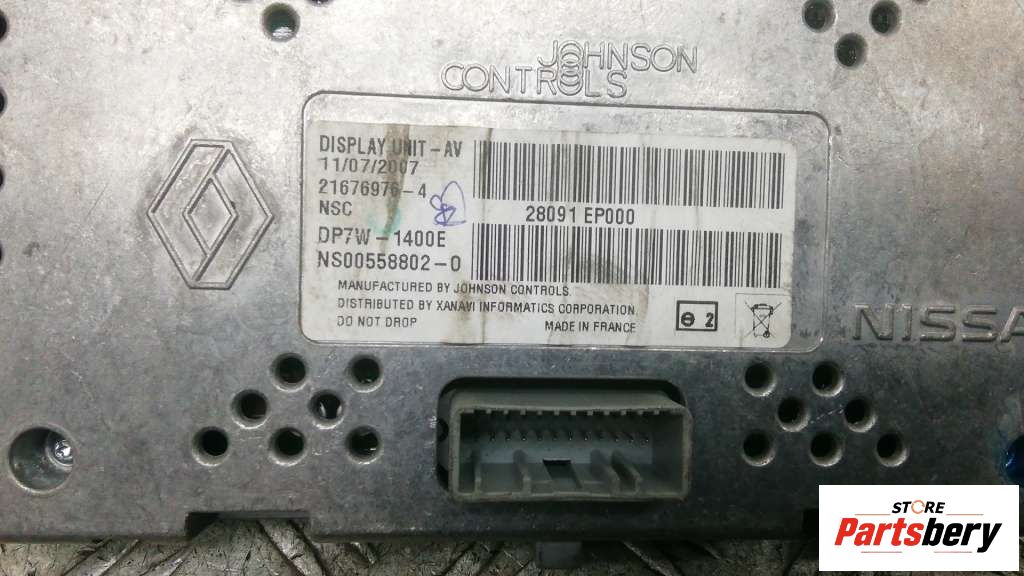 JOHNSON
CONTROLS
DISPLAY UNIT-AV
11/07/2007
21676976-4
NSC
28091 EP000
DP7W-1400E
NS00558802-0
MANUFACTURED BY JOHNSON CONTROLS.
DISTRIBUTED BY XANAVI INFORMATICS CORPORATION.
DO NOT DROP
MADE IN FRANCE
2
NISSA
STORE
Partsbery